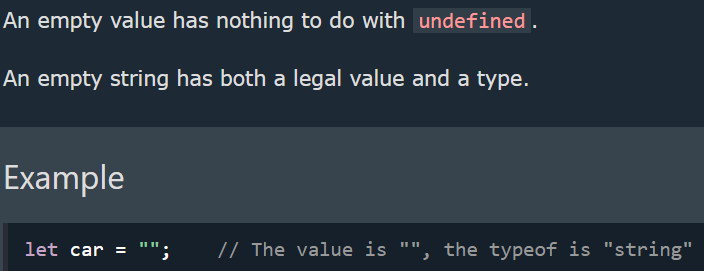 An empty value has nothing to do with undefined.
An empty string has both a legal value and a type.
Example
let car = "";    // The value is "", the typeof is "string"